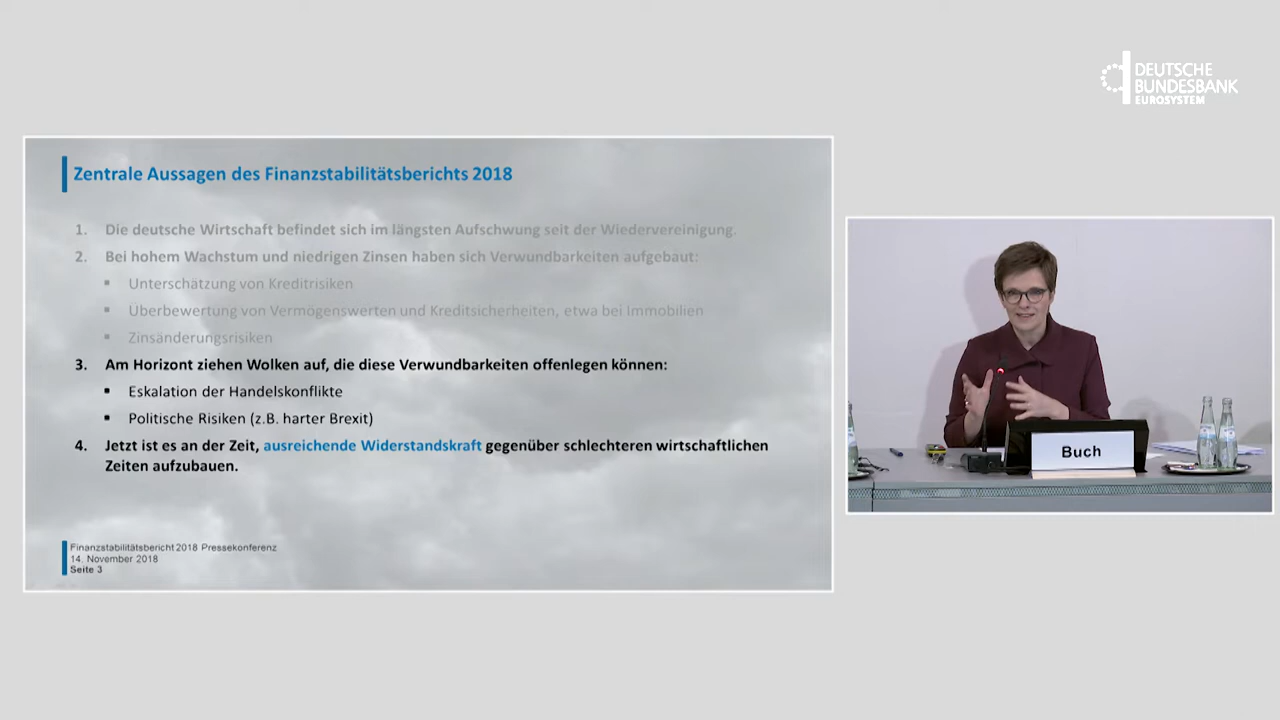 DEUTSCHE
BUNDESBANK
EUROSYSTEM
Zentrale Aussagen des Finanzstabilitätsberichts 2018
1. Die deutsche Wirtschaft befindet sich im längsten Aufschwung seit der Wiedervereinigung.
2. Bei hohem Wachstum und niedrigen Zinsen haben sich Verwundbarkeiten aufgebaut:
▪ Unterschätzung von Kreditrisiken
▪ Überbewertung von Vermögenswerten und Kreditsicherheiten, etwa bei Immobilien
▪ Zinsänderungsrisiken
3. Am Horizont ziehen Wolken auf, die diese Verwundbarkeiten offenlegen können:
▪ Eskalation der Handelskonflikte
▪ Politische Risiken (z.B. harter Brexit)
4. Jetzt ist es an der Zeit, ausreichende Widerstandskraft gegenüber schlechteren wirtschaftlichen
Zeiten aufzubauen.
Finanzstabilitätsbericht 2018 Pressekonferenz
14. November 2018
Seite 3
Buch